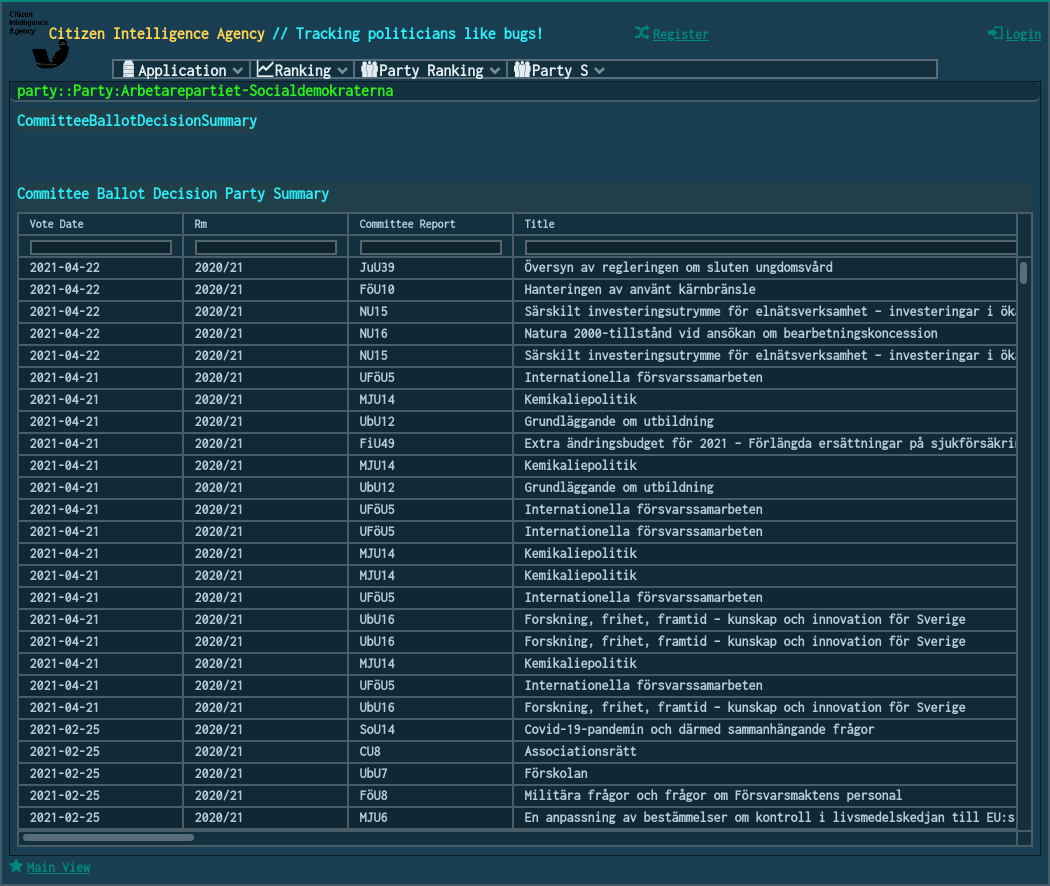 Citizen
Intelligence
Agency
Citizen Intelligence Agency // Tracking politicians like bugs!
Register
Login
Application
Ranking
Party Ranking
Party S
party::Party:Arbetarepartiet-Socialdemokraterna
CommitteeBallotDecisionSummary
Committee Ballot Decision Party Summary
Vote Date Rm Committee Report Title
2021-04-22 2020/21 JuU39 Översyn av regleringen om sluten ungdomsvård
2021-04-22 2020/21 FöU10 Hanteringen av använt kärnbränsle
2021-04-22 2020/21 NU15 Särskilt investeringsutrymme för elnätsverksamhet – investeringar i
2021-04-22 2020/21 NU16 Natura 2000-tillstånd vid ansökan om bearbetningskoncession
2021-04-22 2020/21 NU15 Särskilt investeringsutrymme för elnätsverksamhet – investeringar i
2021-04-21 2020/21 UFöU5 Internationella försvarssamarbeten
2021-04-21 2020/21 MJU14 Kemikaliepolitik
2021-04-21 2020/21 UbU12 Grundläggande om utbildning
2021-04-21 2020/21 FiU49 Extra ändringsbudget för 2021 – Förlängda ersättningar på sjukförsäkri
2021-04-21 2020/21 MJU14 Kemikaliepolitik
2021-04-21 2020/21 UbU12 Grundläggande om utbildning
2021-04-21 2020/21 UFöU5 Internationella försvarssamarbeten
2021-04-21 2020/21 UFöU5 Internationella försvarssamarbeten
2021-04-21 2020/21 MJU14 Kemikaliepolitik
2021-04-21 2020/21 MJU14 Kemikaliepolitik
2021-04-21 2020/21 UFöU5 Internationella försvarssamarbeten
2021-04-21 2020/21 UbU16 Forskning, frihet, framtid – kunskap och innovation för Sverige
2021-04-21 2020/21 UbU16 Forskning, frihet, framtid – kunskap och innovation för Sverige
2021-04-21 2020/21 MJU14 Kemikaliepolitik
2021-04-21 2020/21 UFöU5 Internationella försvarssamarbeten
2021-04-21 2020/21 UbU16 Forskning, frihet, framtid – kunskap och innovation för Sverige
2021-02-25 2020/21 SoU14 Covid-19-pandemin och därmed sammanhängande frågor
2021-02-25 2020/21 CU8 Associationsrätt
2021-02-25 2020/21 UbU7 Förskolan
2021-02-25 2020/21 FöU8 Militära frågor och frågor om Försvarsmaktens personal
2021-02-25 2020/21 MJU6 En anpassning av bestämmelser om kontroll i livsmedelskedjan till EU:s
Main View